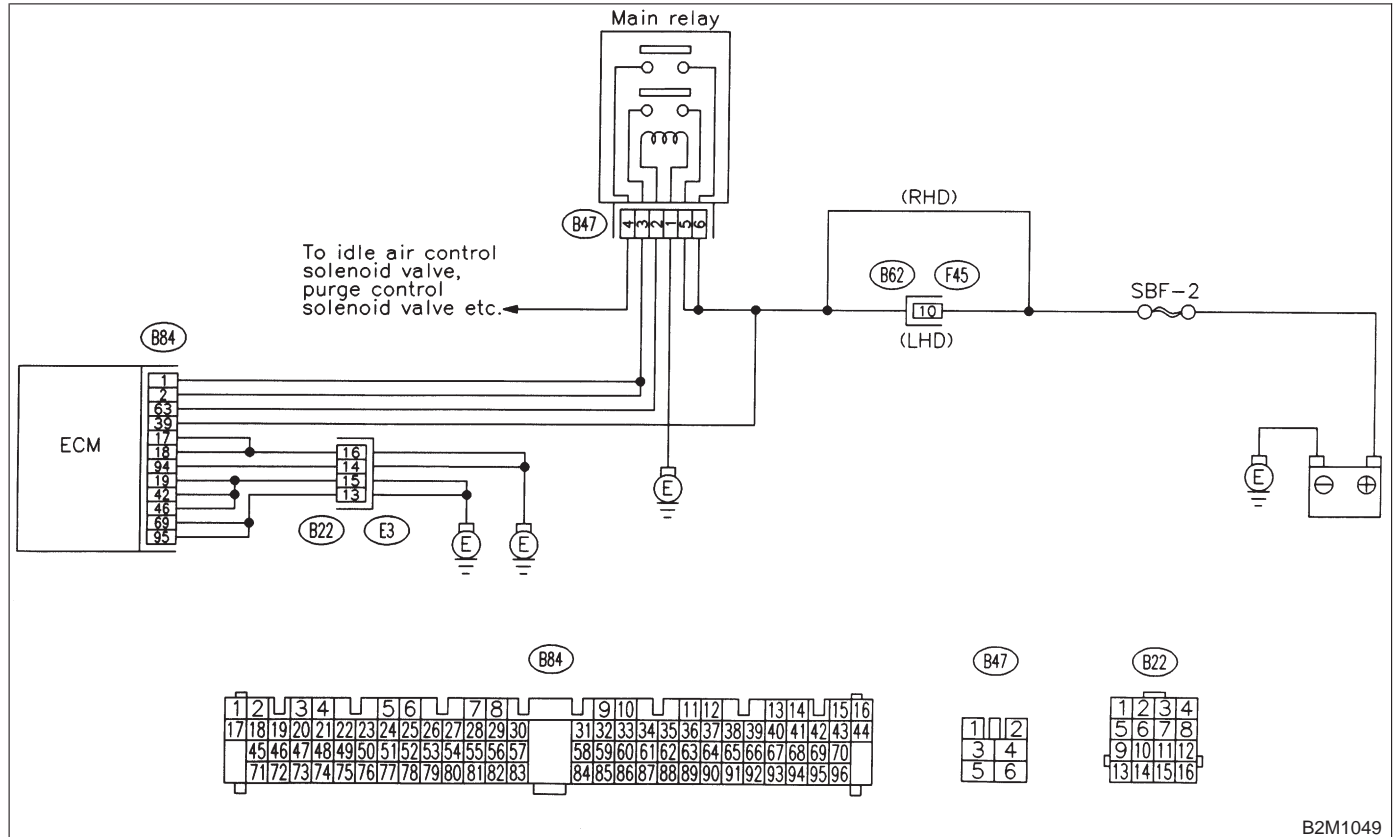 Main relay
B47
4 3 2 1 5 6
(RHD)
B62 F45
10
(LHD)
SBF-2
To idle air control
solenoid valve,
purge control
solenoid valve etc.
B84
ECM
1
2
63
39
17
18
94
19
42
46
69
95
16
14
15
13
B22 E3
E
E
E
E
⊖ ⊕
B84
1 2 3 4 5 6 7 8 9 10 11 12 13 14 15 16
17 18 19 20 21 22 23 24 25 26 27 28 29 30 31 32 33 34 35 36 37 38 39 40 41 42 43 44
45 46 47 48 49 50 51 52 53 54 55 56 57 58 59 60 61 62 63 64 65 66 67 68 69 70
71 72 73 74 75 76 77 78 79 80 81 82 83 84 85 86 87 88 89 90 91 92 93 94 95 96
B47
1 2
3 4
5 6
B22
1 2 3 4
5 6 7 8
9 10 11 12
13 14 15 16
B2M1049